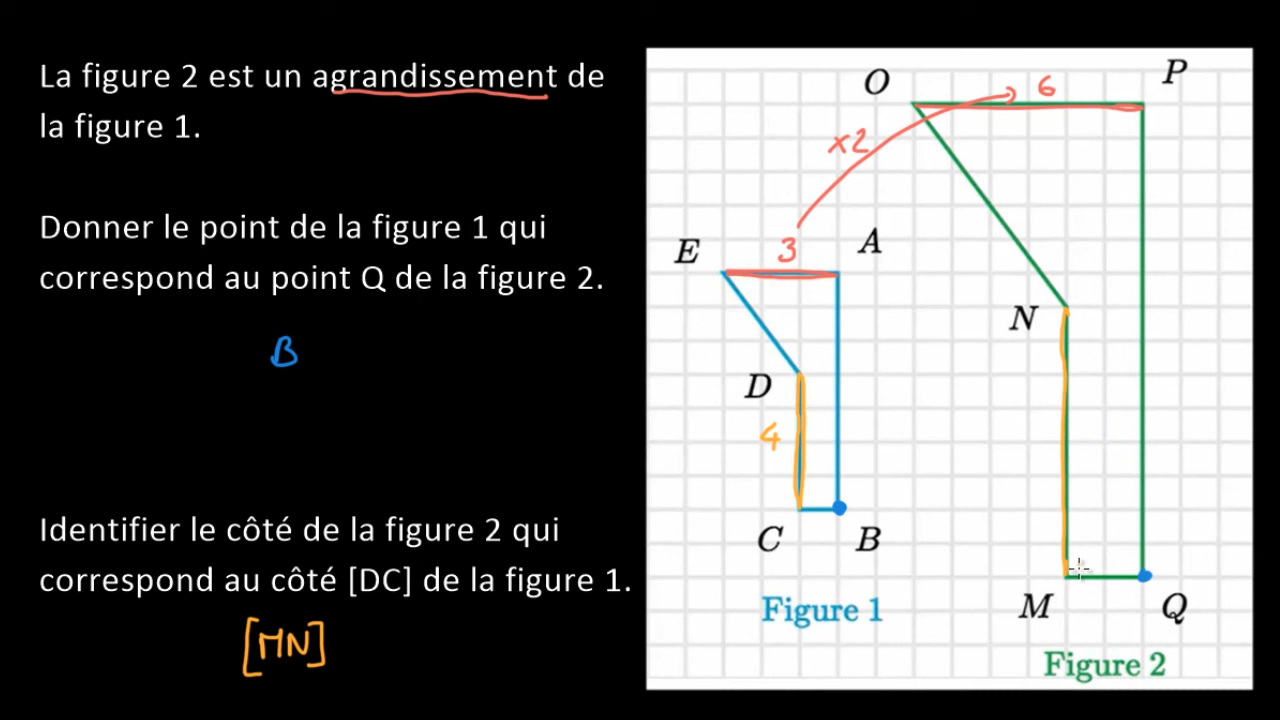 La figure 2 est un agrandissement de
la figure 1.
Donner le point de la figure 1 qui
correspond au point Q de la figure 2.
B
Identifier le côté de la figure 2 qui
correspond au côté [DC] de la figure 1.
[MN]
O
P
6
×2
E
3
A
N
D
4
C
B
M
Q
Figure 1
Figure 2